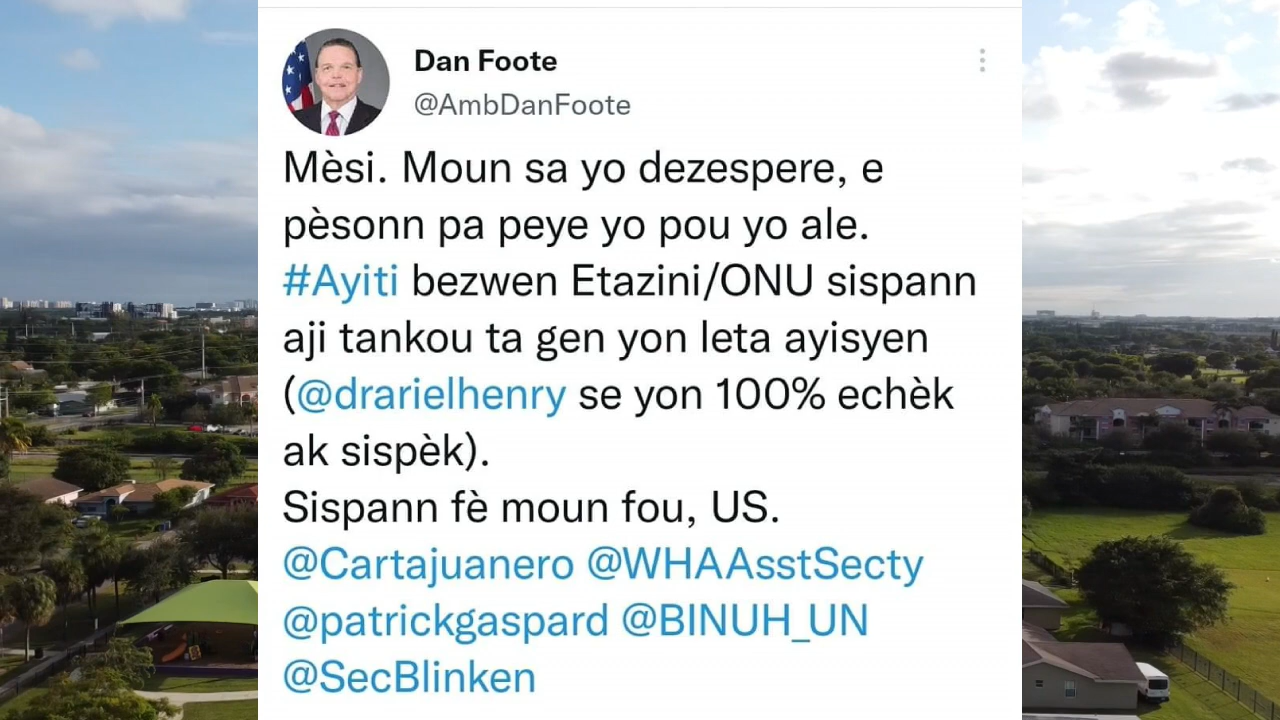 Dan Foote
@AmbDanFoote
Mèsi. Moun sa yo dezespere, e
pèsonn pa peye yo pou yo ale.
#Ayiti bezwen Etazini/ONU sispann
aji tankou ta gen yon leta ayisyen
(@drarielhenry se yon 100% echèk
ak sispèk).
Sispann fè moun fou, US.
@Cartajuanero @WHAAsstSecty
@patrickgaspard @BINUH_UN
@SecBlinken